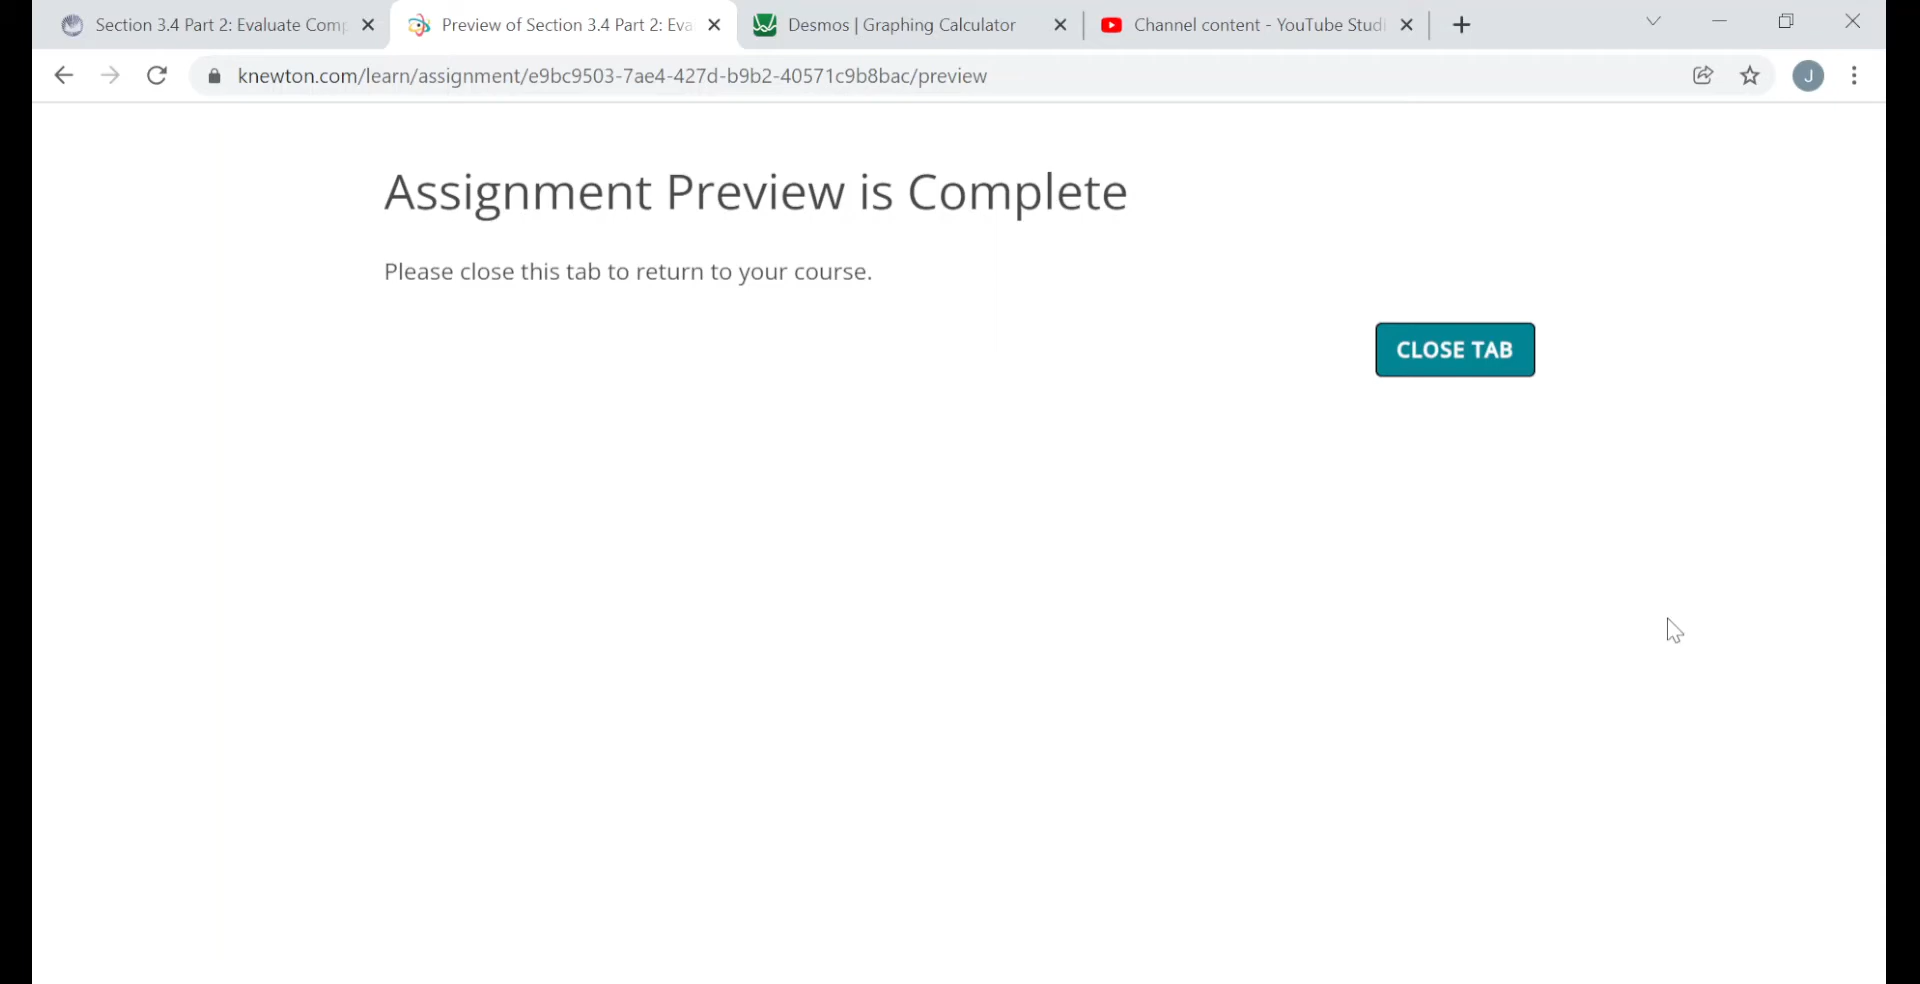 Section 3.4 Part 2: Evaluate Comp
Preview of Section 3.4 Part 2: Eva
Desmos | Graphing Calculator
Channel content - YouTube Studi
knewton.com/learn/assignment/e9bc9503-7ae4-427d-b9b2-40571c9b8bac/preview
J
Assignment Preview is Complete
Please close this tab to return to your course.
CLOSE TAB